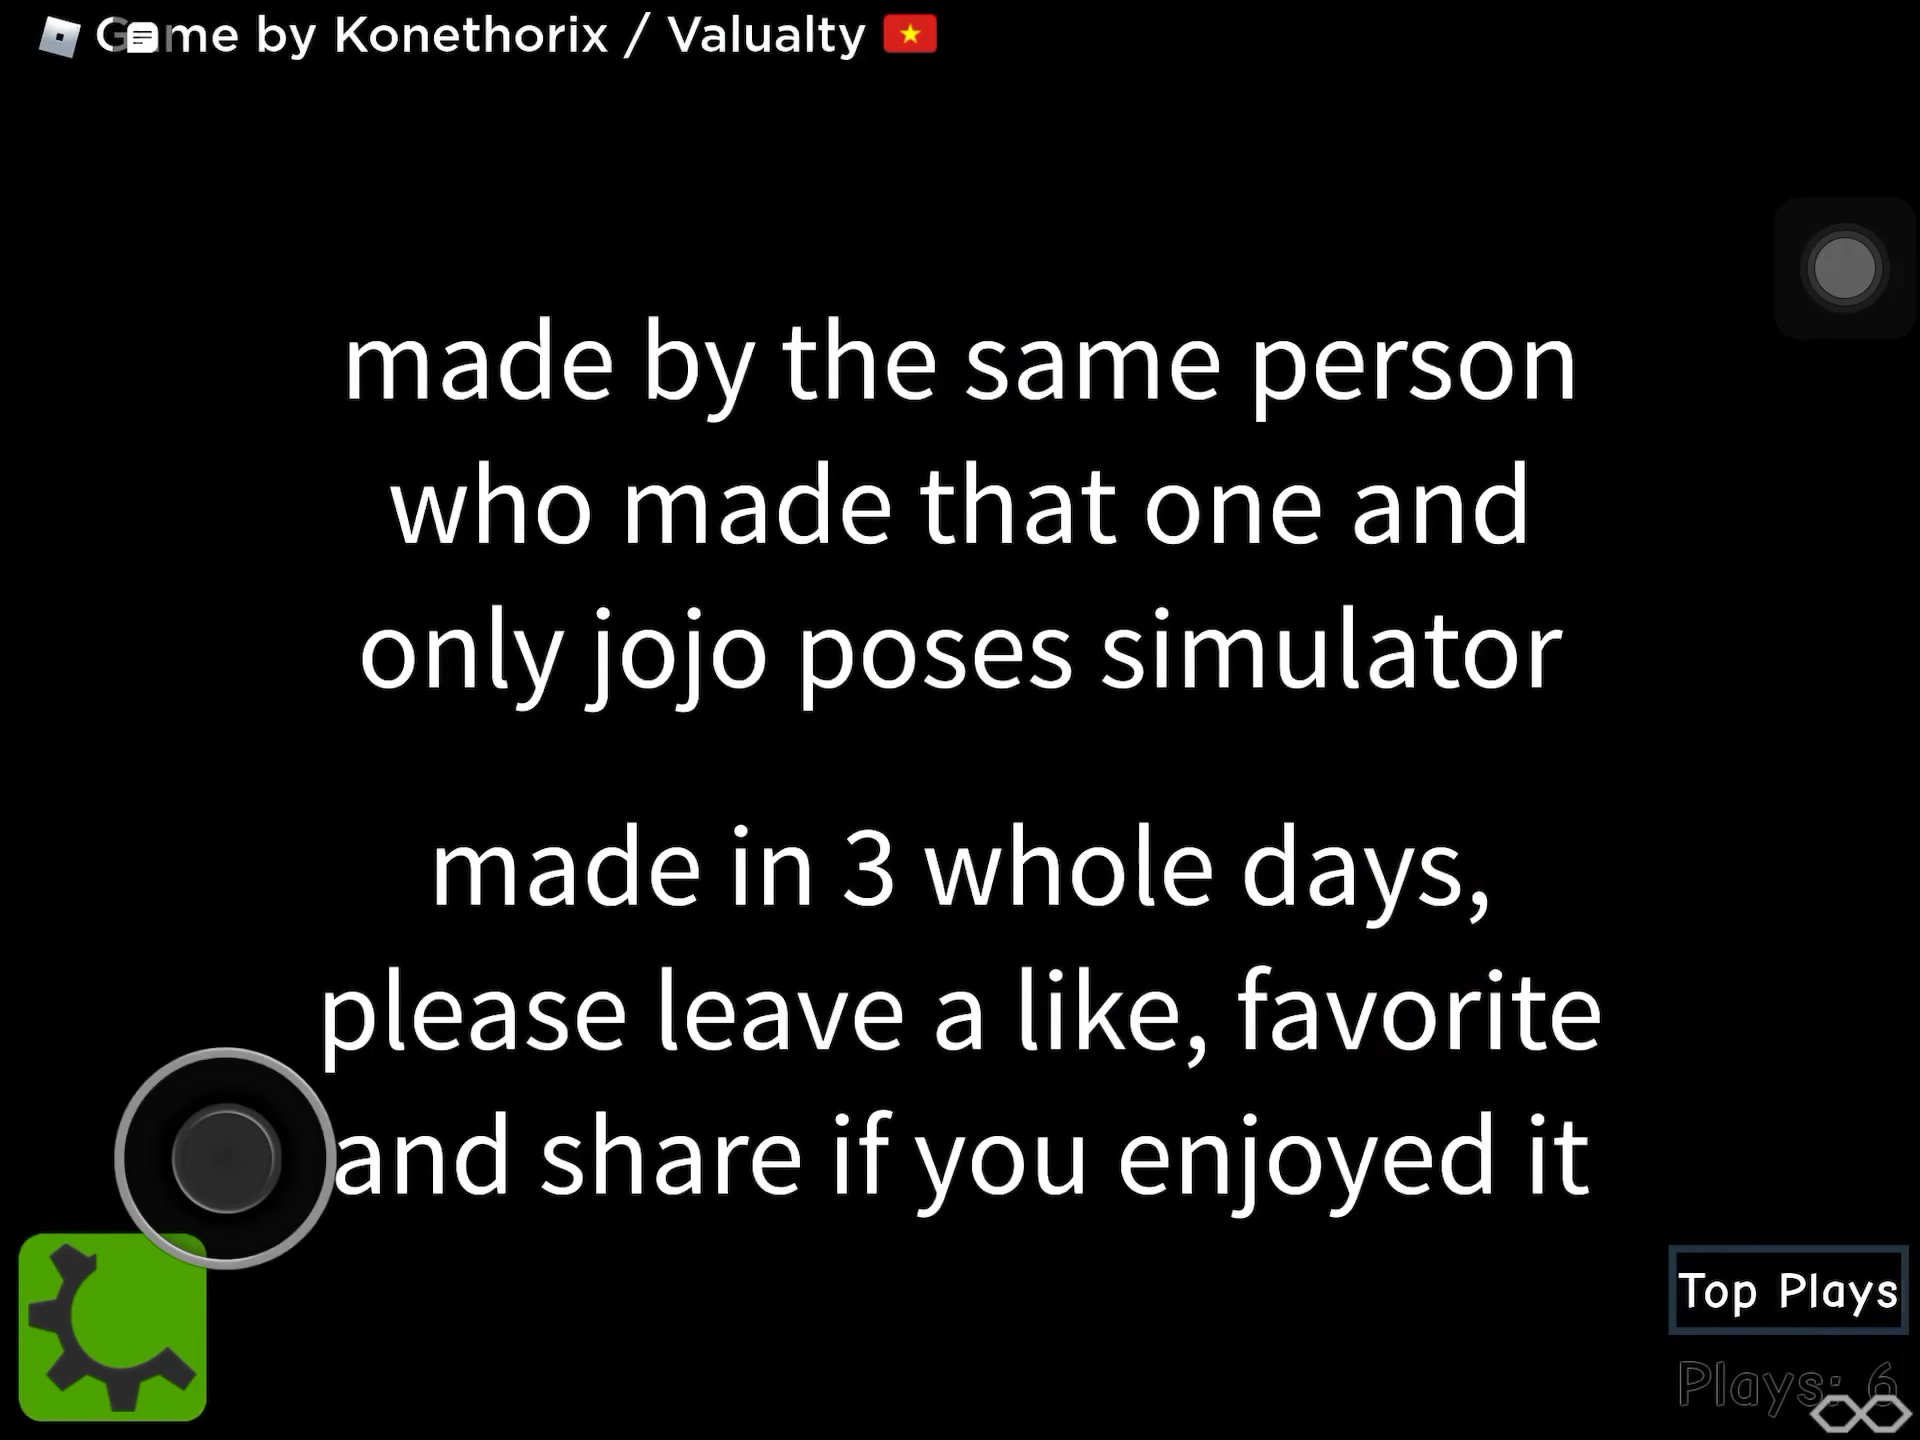 Game by Konethorix / Valualty
made by the same person
who made that one and
only jojo poses simulator
made in 3 whole days,
please leave a like, favorite
and share if you enjoyed it
Top Plays
Plays: 6